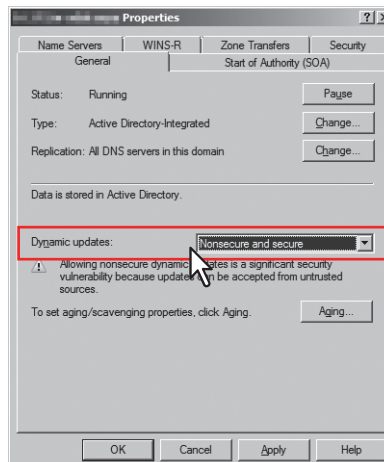 Properties
Name Servers WINS-R Zone Transfers Security
General Start of Authority (SOA)
Status: Running Pause
Type: Active Directory-Integrated Change...
Replication: All DNS servers in this domain Change...
Data is stored in Active Directory.
Dynamic updates: Nonsecure and secure
Allowing nonsecure dynamic updates is a significant security
vulnerability because updates can be accepted from untrusted
sources.
To set aging/scavenging properties, click Aging. Aging...
OK Cancel Apply Help